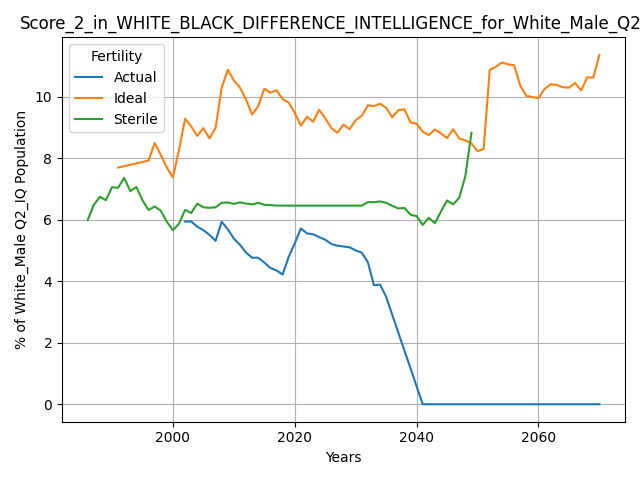 Score_2_in_WHITE_BLACK_DIFFERENCE_INTELLIGENCE_for_White_Male_Q2
Fertility
Actual
Ideal
Sterile
% of White_Male Q2_IQ Population
10
8
6
4
2
0
2000 2020 2040 2060
Years